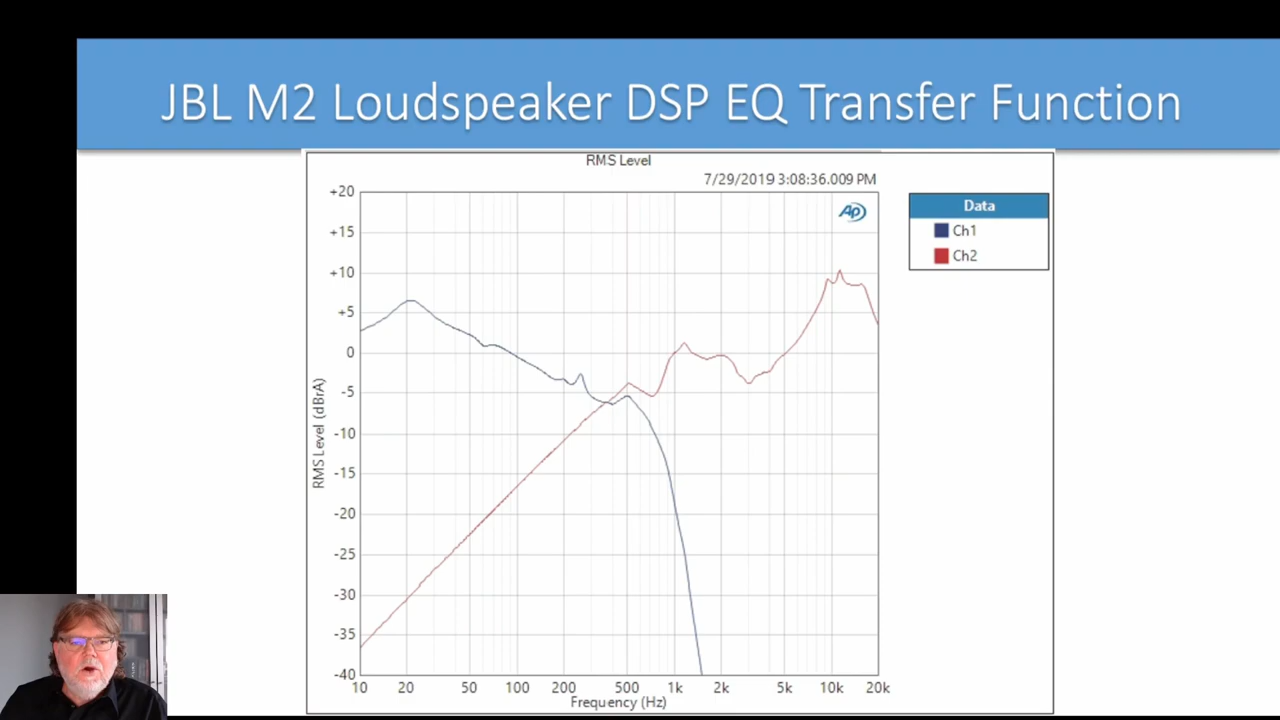 JBL M2 Loudspeaker DSP EQ Transfer Function
RMS Level
7/29/2019 3:08:36.009 PM
Data
Ch1
Ch2
+20
+15
+10
+5
0
-5
-10
-15
-20
-25
-30
-35
-40
RMS Level (dBrA)
10 20 50 100 200 500 1k 2k 5k 10k 20k
Frequency (Hz)
AP